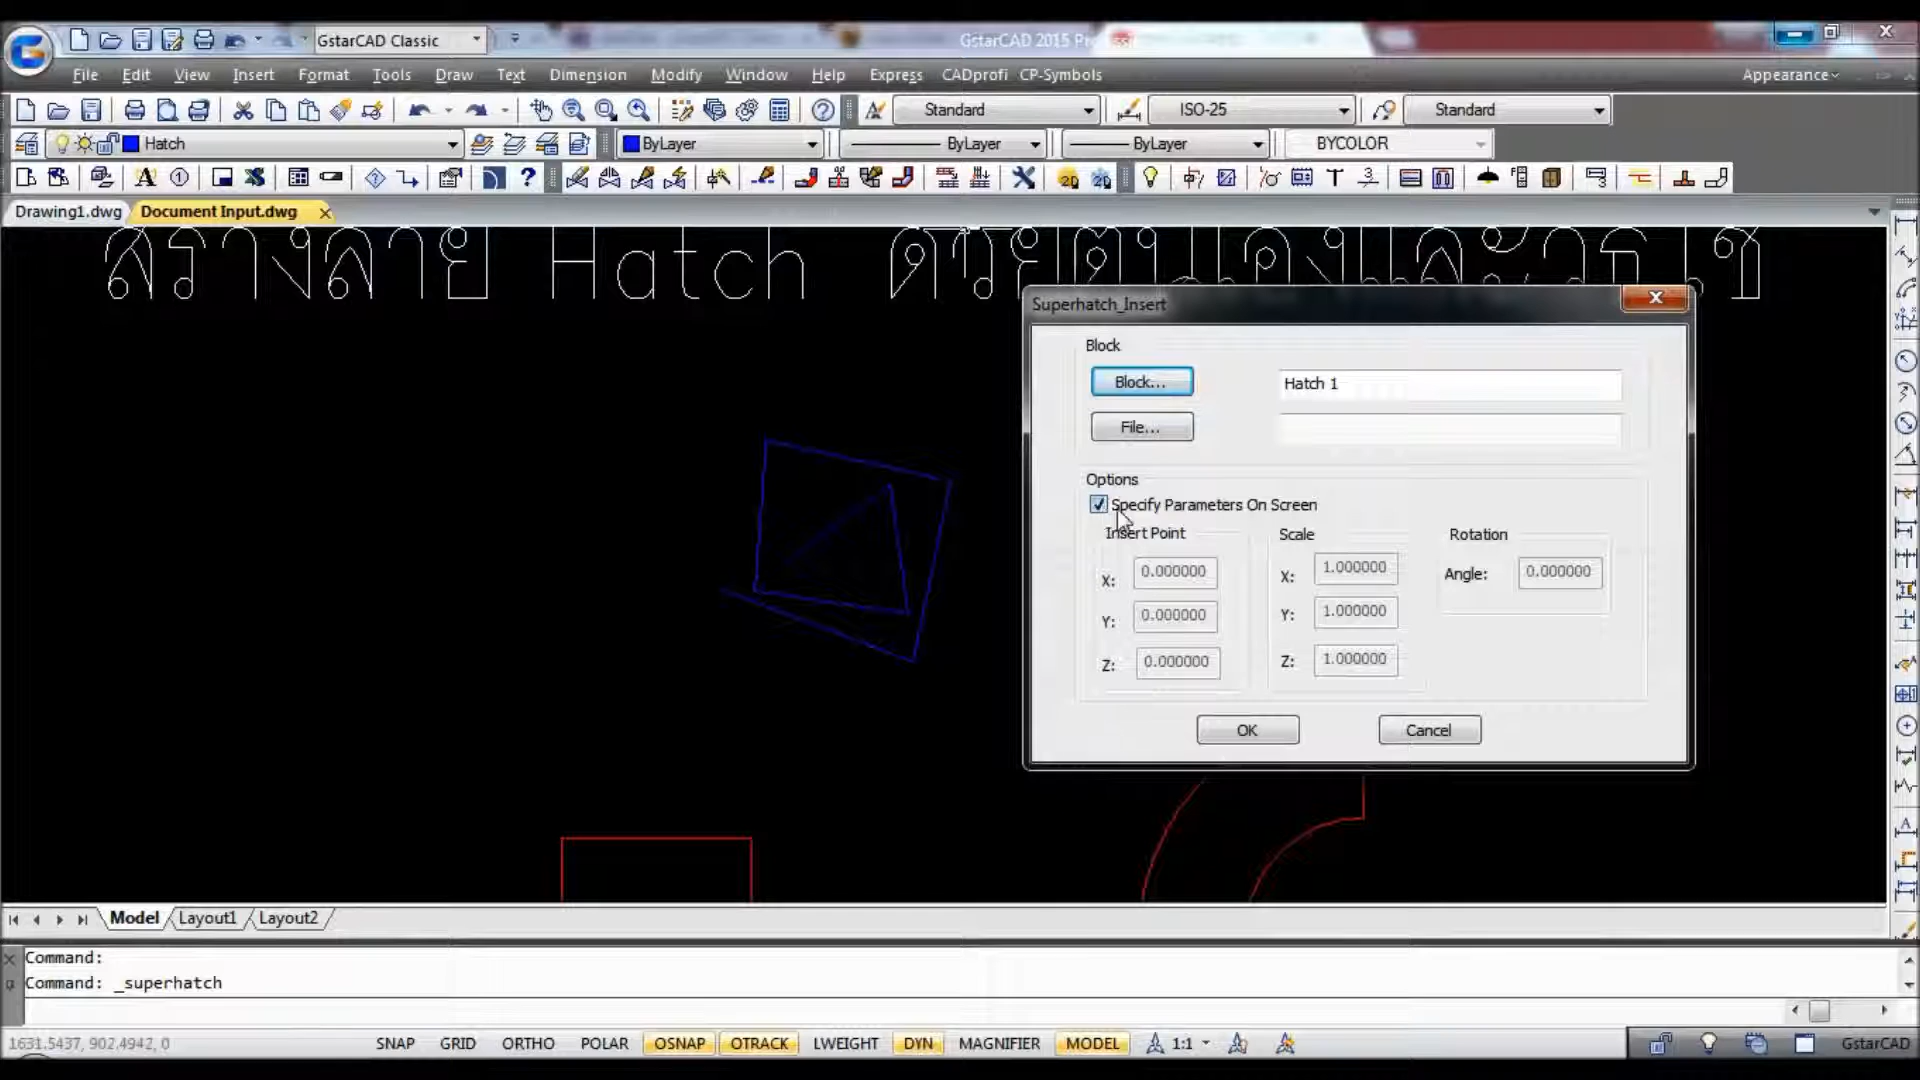 GstarCAD Classic
GstarCAD 2015 Pr
File Edit View Insert Format Tools Draw Text Dimension Modify Window Help Express CADprofi CP-Symbols Appearance
Standard ISO-25 Standard
Hatch ByLayer ByLayer ByLayer BYCOLOR
Drawing1.dwg Document Input.dwg
Hatch
Superhatch_Insert
Block
Block... Hatch 1
File...
Options
Specify Parameters On Screen
Insert Point Scale Rotation
X: 0.000000 X: 1.000000 Angle: 0.000000
Y: 0.000000 Y: 1.000000
Z: 0.000000 Z: 1.000000
OK Cancel
Model Layout1 Layout2
Command:
Command: _superhatch
1631.5437, 902.4942, 0 SNAP GRID ORTHO POLAR OSNAP OTRACK LWEIGHT DYN MAGNIFIER MODEL 1:1 GstarCAD